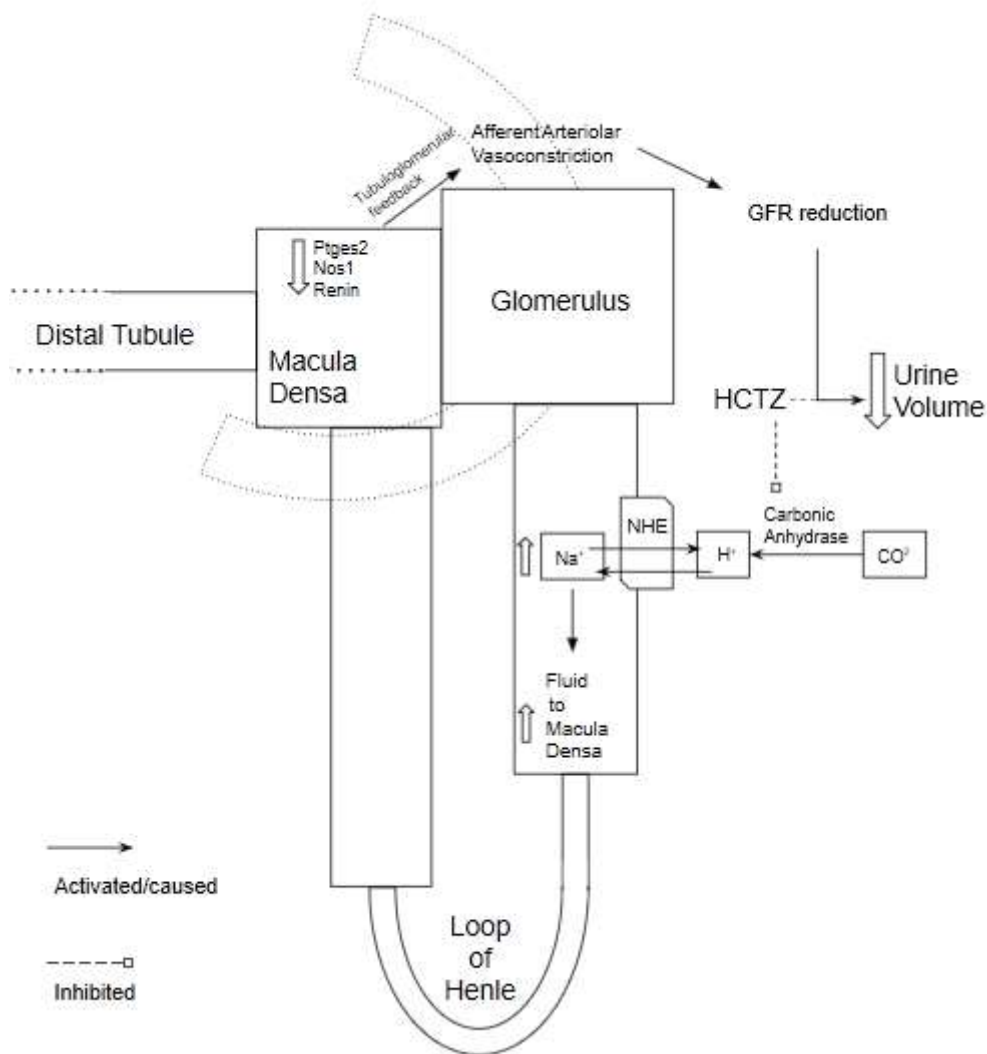 Tubuloglomerular
feedback
Afferent Arteriolar
Vasoconstriction
GFR reduction
Ptges2
Nos1
Renin
Glomerulus
Distal Tubule
Macula
Densa
HCTZ
Urine
Volume
NHE
Carbonic
Anhydrase
Na⁺
H⁺
CO²
Fluid
to
Macula
Densa
Activated/caused
Loop
of
Henle
Inhibited